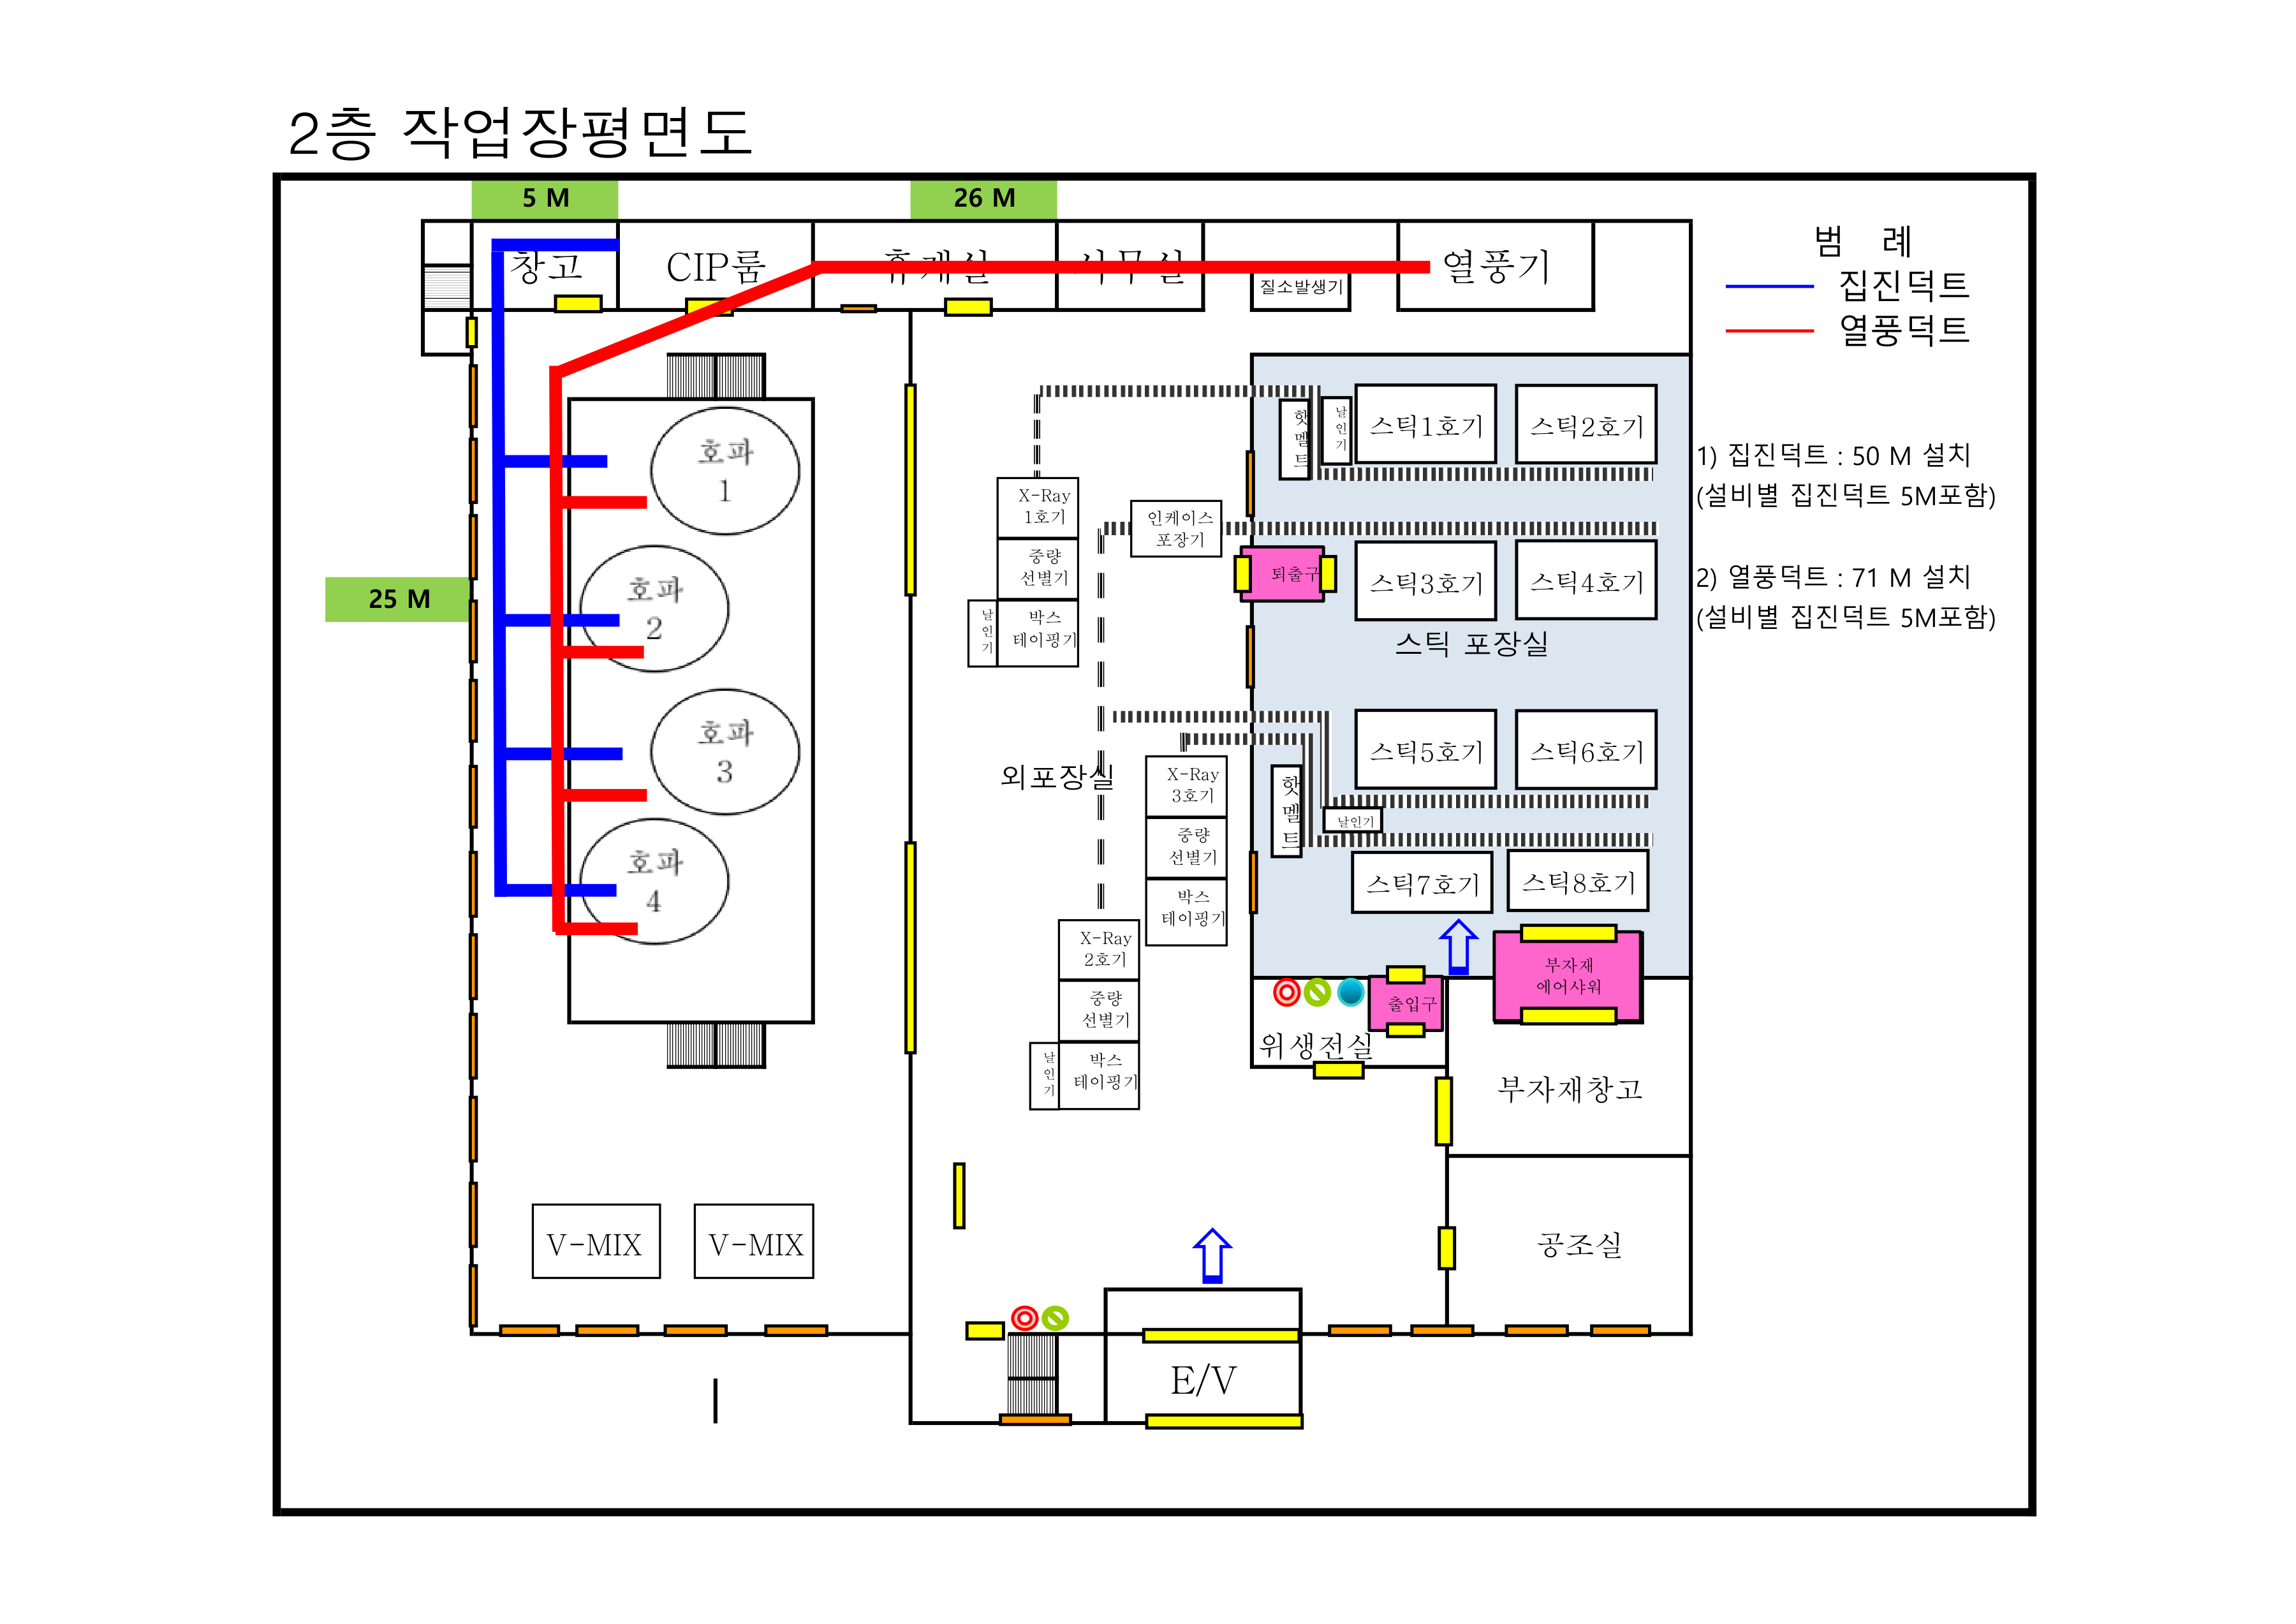 2층 작업장평면도
5 M
26 M
창고
CIP룸
휴게실
사무실
질소발생기
열풍기
범 례
집진덕트
열풍덕트
1) 집진덕트 : 50 M 설치
(설비별 집진덕트 5M포함)
2) 열풍덕트 : 71 M 설치
(설비별 집진덕트 5M포함)
25 M
호파
1
호파
2
호파
3
호파
4
V-MIX
V-MIX
X-Ray
1호기
중량
선별기
날인기
박스
테이핑기
인케이스
포장기
외포장실
X-Ray
3호기
중량
선별기
박스
테이핑기
X-Ray
2호기
중량
선별기
날인기
박스
테이핑기
핫멜트
날인기
스틱1호기
스틱2호기
퇴출구
스틱3호기
스틱4호기
스틱 포장실
스틱5호기
스틱6호기
핫멜트
날인기
스틱7호기
스틱8호기
부자재
에어샤워
출입구
위생전실
부자재창고
공조실
E/V